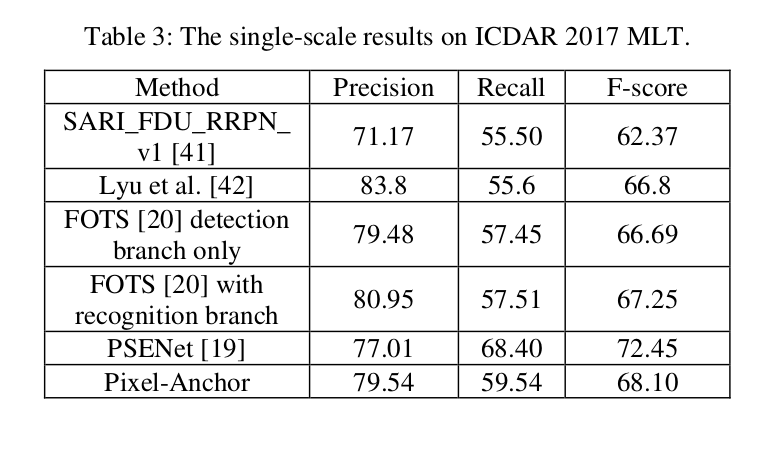 Table 3: The single-scale results on ICDAR 2017 MLT.
Method Precision Recall F-score
SARI_FDU_RRPN_
v1 [41] 71.17 55.50 62.37
Lyu et al. [42] 83.8 55.6 66.8
FOTS [20] detection
branch only 79.48 57.45 66.69
FOTS [20] with
recognition branch 80.95 57.51 67.25
PSENet [19] 77.01 68.40 72.45
Pixel-Anchor 79.54 59.54 68.10